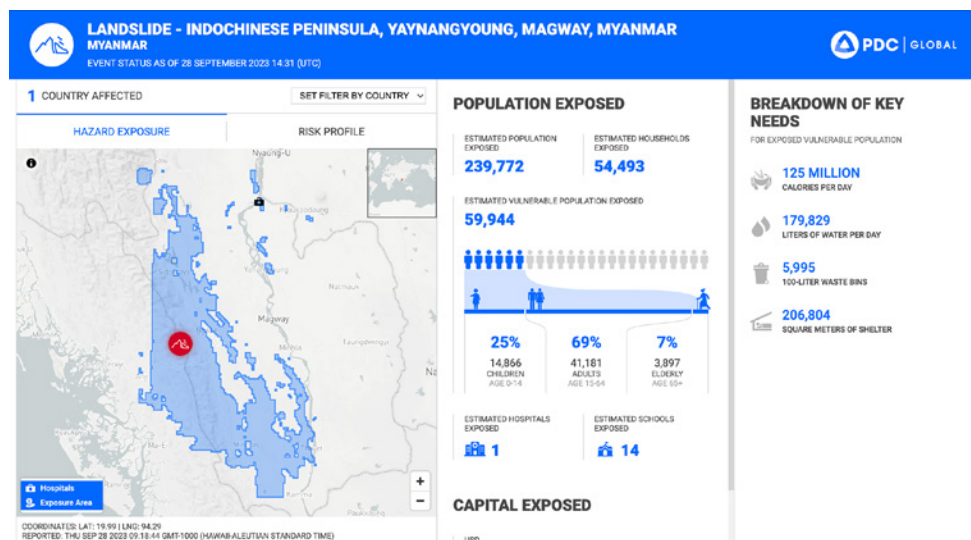 LANDSLIDE - INDOCHINESE PENINSULA, YAYNANGYOUNG, MAGWAY, MYANMAR
MYANMAR
EVENT STATUS AS OF 28 SEPTEMBER 2023 14:31 (UTC)
PDC GLOBAL
1 COUNTRY AFFECTED
SET FILTER BY COUNTRY
HAZARD EXPOSURE
RISK PROFILE
Nyaung-U
Natmauk
Magway
Minbu
Taungdwingyi
Na
Hospitals
Exposure Area
+
−
COORDINATES: LAT: 19.99 | LNG: 94.29
REPORTED: THU SEP 28 2023 09:18:44 GMT-1000 (HAWAII-ALEUTIAN STANDARD TIME)
POPULATION EXPOSED
ESTIMATED POPULATION
EXPOSED
239,772
ESTIMATED HOUSEHOLDS
EXPOSED
54,493
ESTIMATED VULNERABLE POPULATION EXPOSED
59,944
25%
14,866
CHILDREN
AGE 0-14
69%
41,181
ADULTS
AGE 15-64
7%
3,897
ELDERLY
AGE 65+
ESTIMATED HOSPITALS
EXPOSED
1
ESTIMATED SCHOOLS
EXPOSED
14
CAPITAL EXPOSED
BREAKDOWN OF KEY
NEEDS
FOR EXPOSED VULNERABLE POPULATION
125 MILLION
CALORIES PER DAY
179,829
LITERS OF WATER PER DAY
5,995
100-LITER WASTE BINS
206,804
SQUARE METERS OF SHELTER